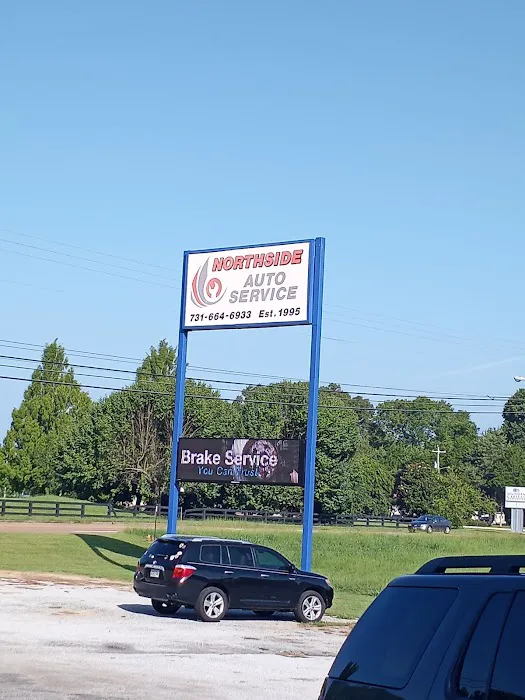 NORTHSIDE
AUTO
SERVICE
731-664-6933 Est.1995
Brake Service
You Can Trust